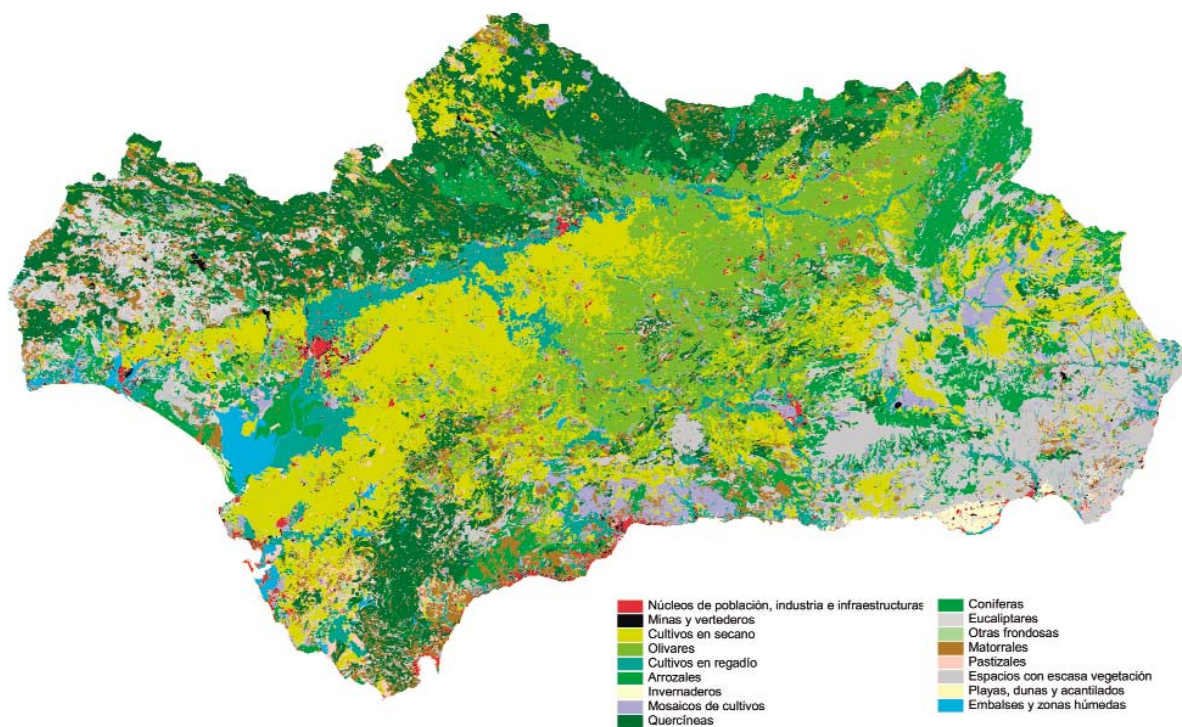 Núcleos de población, industria e infraestructuras
Minas y vertederos
Cultivos en secano
Olivares
Cultivos en regadío
Arrozales
Invernaderos
Mosaicos de cultivos
Quercíneas
Coníferas
Eucaliptares
Otras frondosas
Matorrales
Pastizales
Espacios con escasa vegetación
Playas, dunas y acantilados
Embalses y zonas húmedas